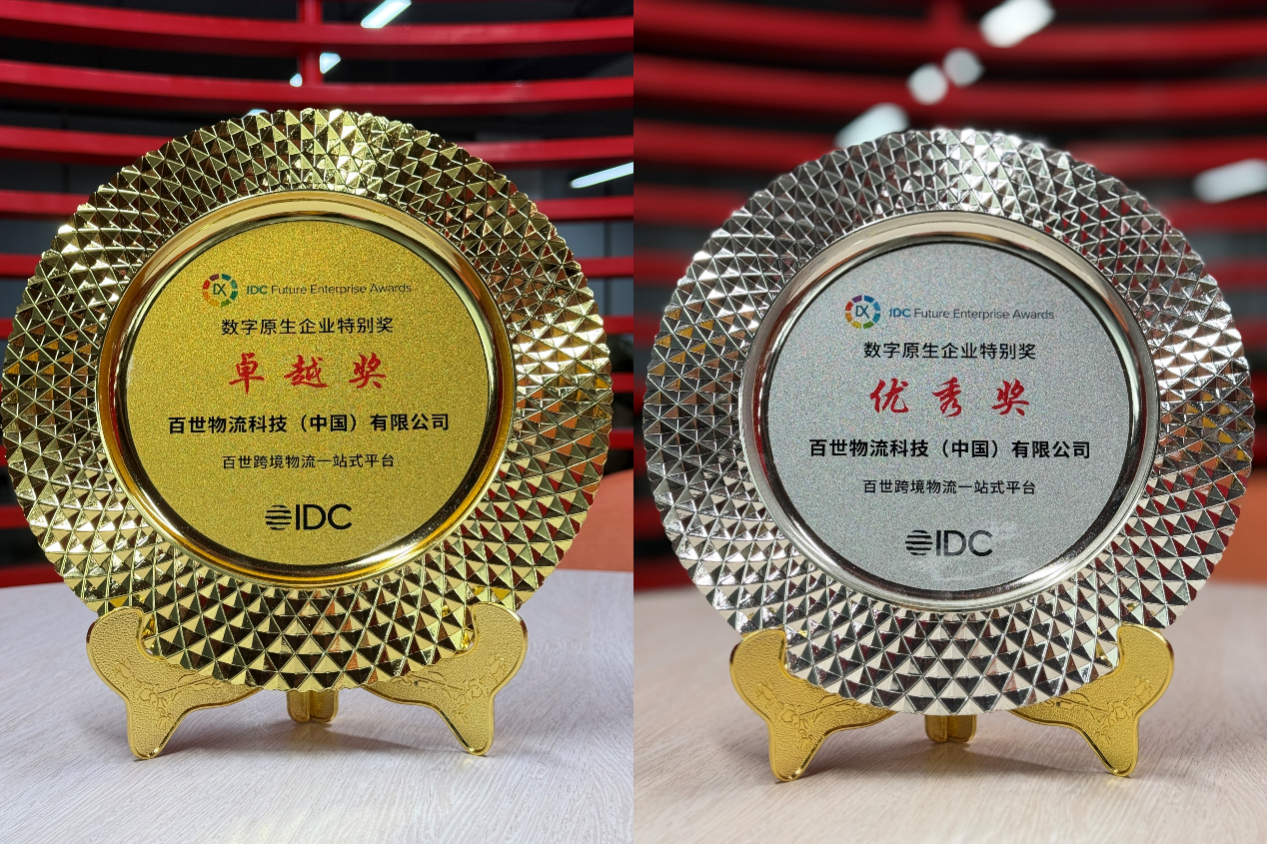 DX IDC Future Enterprise Awards
数字原生企业特别奖
卓越奖
百世物流科技（中国）有限公司
百世跨境物流一站式平台
IDC
DX IDC Future Enterprise Awards
数字原生企业特别奖
优秀奖
百世物流科技（中国）有限公司
百世跨境物流一站式平台
IDC